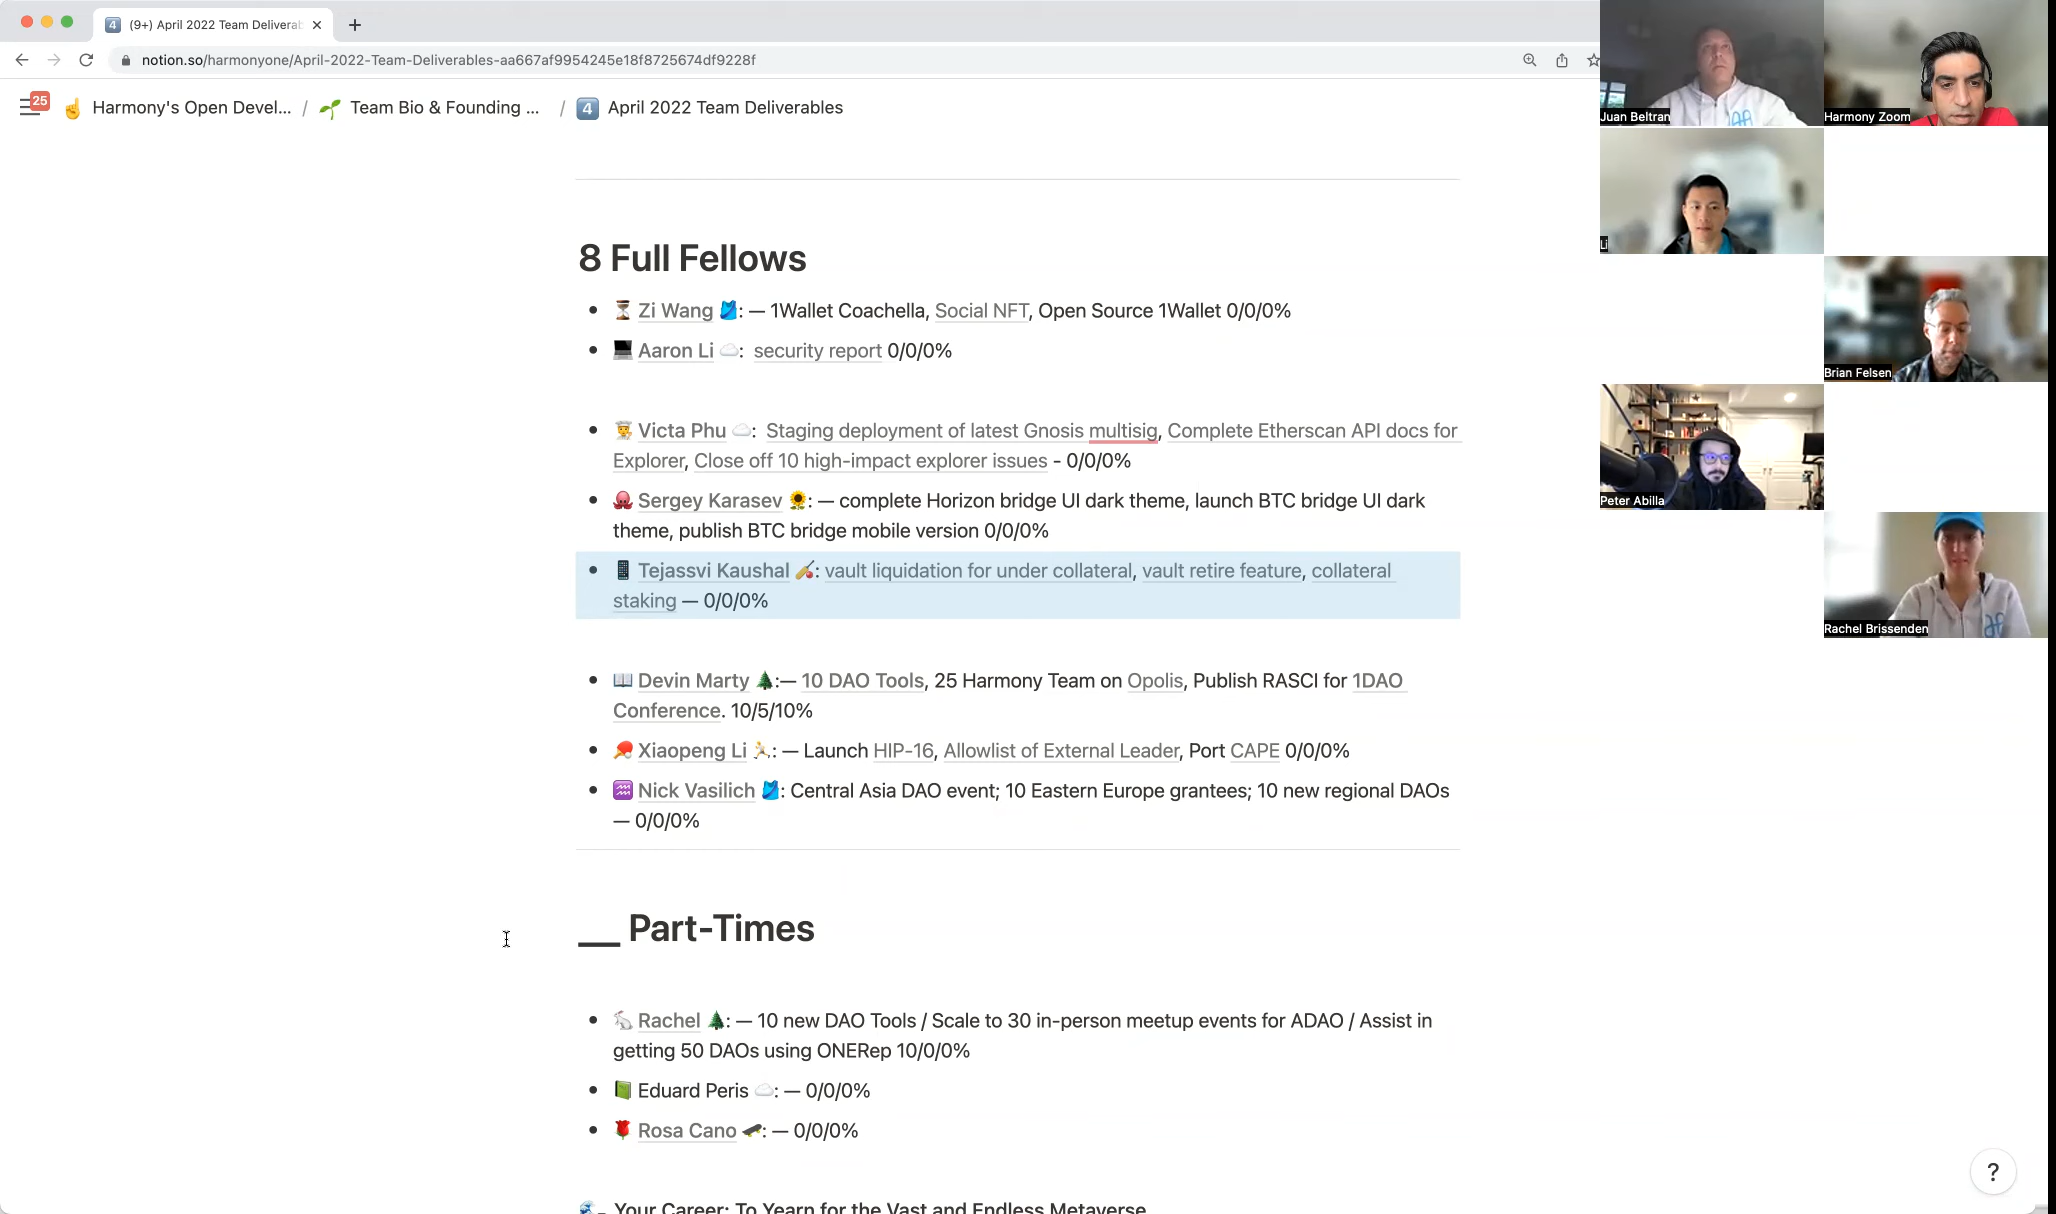 (9+) April 2022 Team Deliverab
notion.so/harmonyone/April-2022-Team-Deliverables-aa667af9954245e18f8725674df9228f
25
Harmony's Open Devel... / Team Bio & Founding ... / 4 April 2022 Team Deliverables
8 Full Fellows
• Zi Wang : — 1Wallet Coachella, Social NFT, Open Source 1Wallet 0/0/0%
• Aaron Li : security report 0/0/0%
• Victa Phu : Staging deployment of latest Gnosis multisig, Complete Etherscan API docs for
Explorer, Close off 10 high-impact explorer issues - 0/0/0%
• Sergey Karasev : — complete Horizon bridge UI dark theme, launch BTC bridge UI dark
theme, publish BTC bridge mobile version 0/0/0%
• Tejassvi Kaushal : vault liquidation for under collateral, vault retire feature, collateral
staking — 0/0/0%
• Devin Marty :— 10 DAO Tools, 25 Harmony Team on Opolis, Publish RASCI for 1DAO
Conference. 10/5/10%
• Xiaopeng Li : — Launch HIP-16, Allowlist of External Leader, Port CAPE 0/0/0%
• Nick Vasilich : Central Asia DAO event; 10 Eastern Europe grantees; 10 new regional DAOs
— 0/0/0%
__ Part-Times
• Rachel : — 10 new DAO Tools / Scale to 30 in-person meetup events for ADAO / Assist in
getting 50 DAOs using ONERep 10/0/0%
• Eduard Peris : — 0/0/0%
• Rosa Cano : — 0/0/0%
Your Career: To Yearn for the Vast and Endless Metaverse
?
Juan Beltran
Harmony Zoom
Li
Brian Felsen
Peter Abilla
Rachel Brissenden